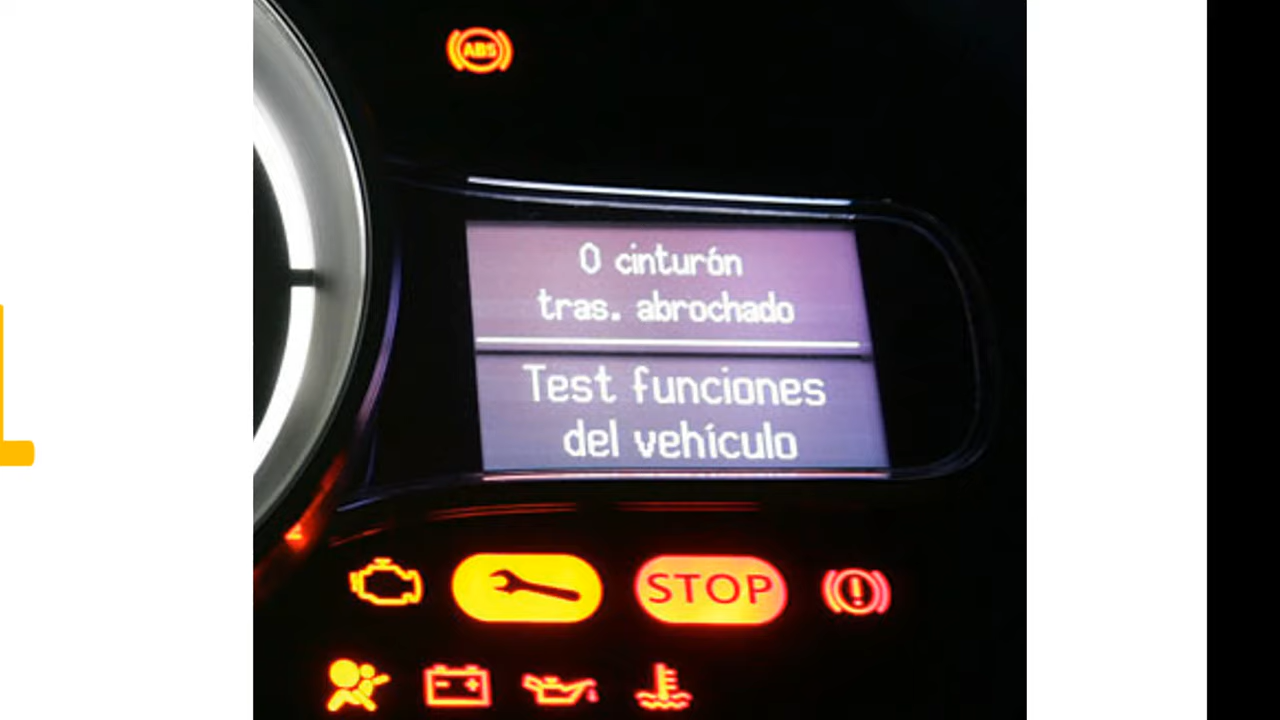 ABS
0 cinturón
tras. abrochado
Test funciones
del vehículo
STOP